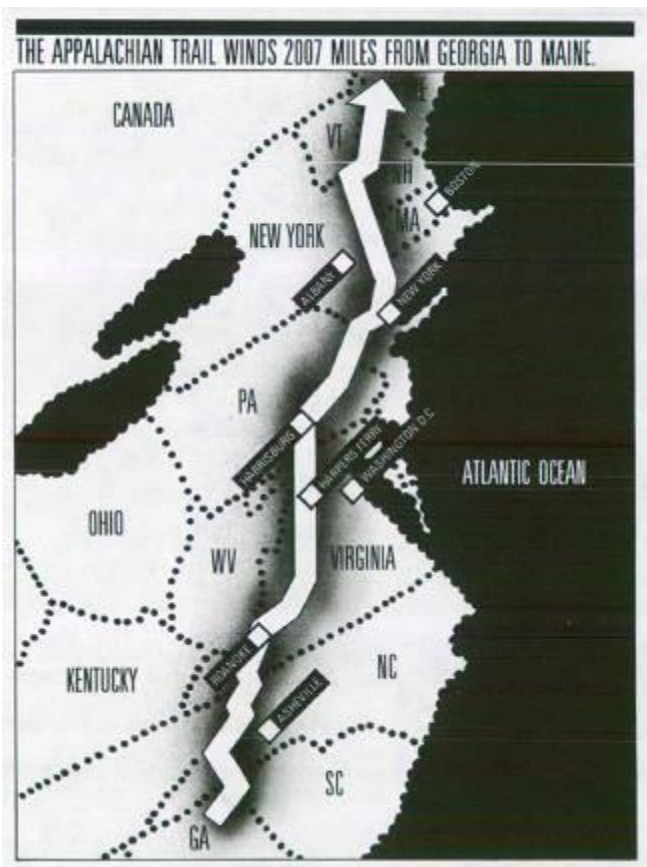 THE APPALACHIAN TRAIL WINDS 2007 MILES FROM GEORGIA TO MAINE.
CANADA
VT
NH
BOSTON
MA
NEW YORK
ALBANY
NEW YORK
PA
HARRISBURG
HARPERS FERRY
WASHINGTON D.C
ATLANTIC OCEAN
OHIO
WV
VIRGINIA
ROANOKE
KENTUCKY
NC
ASHEVILLE
SC
GA